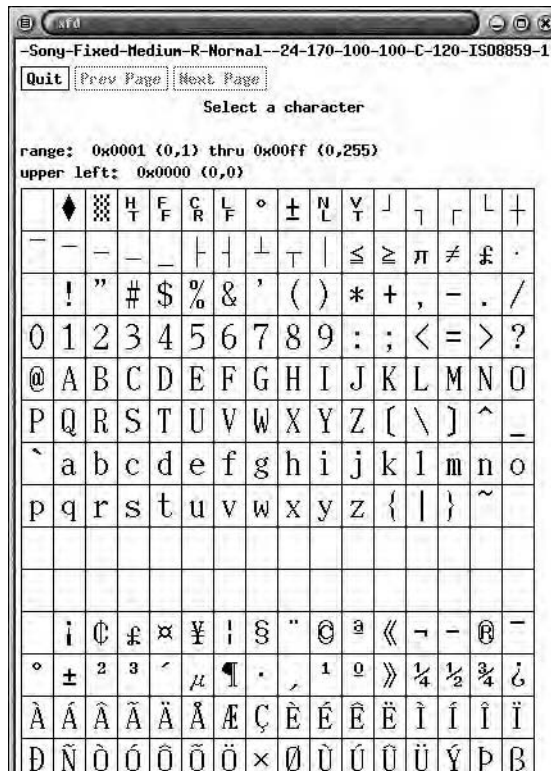 xfd
-Sony-Fixed-Medium-R-Normal--24-170-100-100-C-120-ISO8859-1
Quit Prev Page Next Page
Select a character
range: 0x0001 (0,1) thru 0x00ff (0,255)
upper left: 0x0000 (0,0)
♦ ▒ ␉ ␌ ␍ ␊ ° ± ␤ ␋ ┘ ┐ ┌ └ ┼
⎺ ⎻ ─ ⎼ ⎽ ├ ┤ ┴ ┬ │ ≤ ≥ π ≠ £ ·
! " # $ % & ' ( ) * + , - . /
0 1 2 3 4 5 6 7 8 9 : ; < = > ?
@ A B C D E F G H I J K L M N O
P Q R S T U V W X Y Z [ \ ] ^ _
` a b c d e f g h i j k l m n o
p q r s t u v w x y z { | } ~
¡ ¢ £ ¤ ¥ ¦ § ¨ © ª « ¬ - ® ¯
° ± ² ³ ´ µ ¶ · ¸ ¹ º » ¼ ½ ¾ ¿
À Á Â Ã Ä Å Æ Ç È É Ê Ë Ì Í Î Ï
Ð Ñ Ò Ó Ô Õ Ö × Ø Ù Ú Û Ü Ý Þ ß